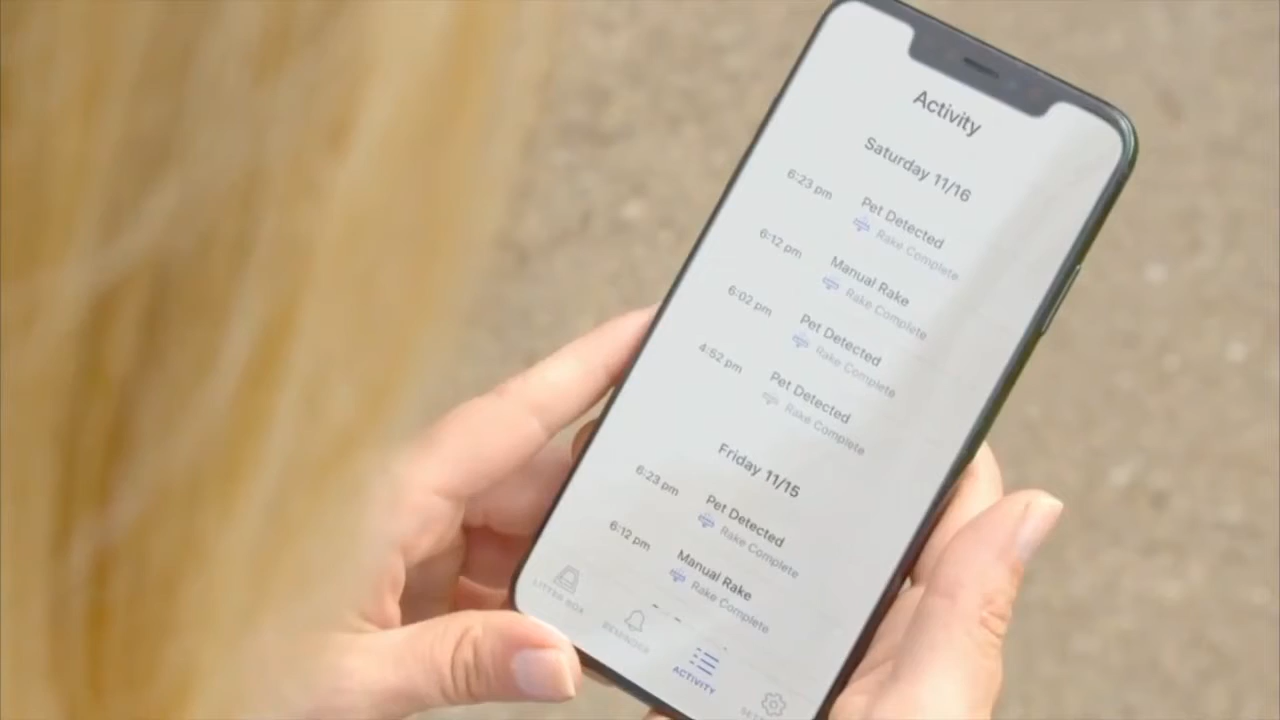 Activity
Saturday 11/16
6:23 pm Pet Detected
Rake Complete
6:12 pm Manual Rake
Rake Complete
6:02 pm Pet Detected
Rake Complete
4:52 pm Pet Detected
Rake Complete
Friday 11/15
6:23 pm Pet Detected
Rake Complete
6:12 pm Manual Rake
Rake Complete
LITTER BOX
REMINDER
ACTIVITY